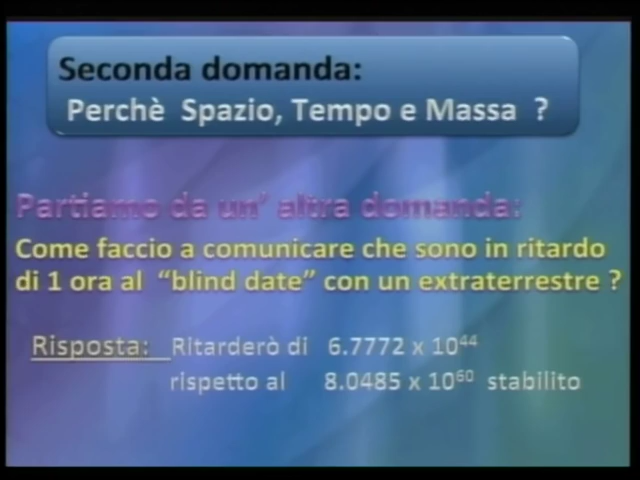 Seconda domanda:
Perchè Spazio, Tempo e Massa ?
Partiamo da un' altra domanda:
Come faccio a comunicare che sono in ritardo
di 1 ora al "blind date" con un extraterrestre ?
Risposta: Ritarderò di 6.7772 x 10⁴⁴
rispetto al 8.0485 x 10⁶⁰ stabilito